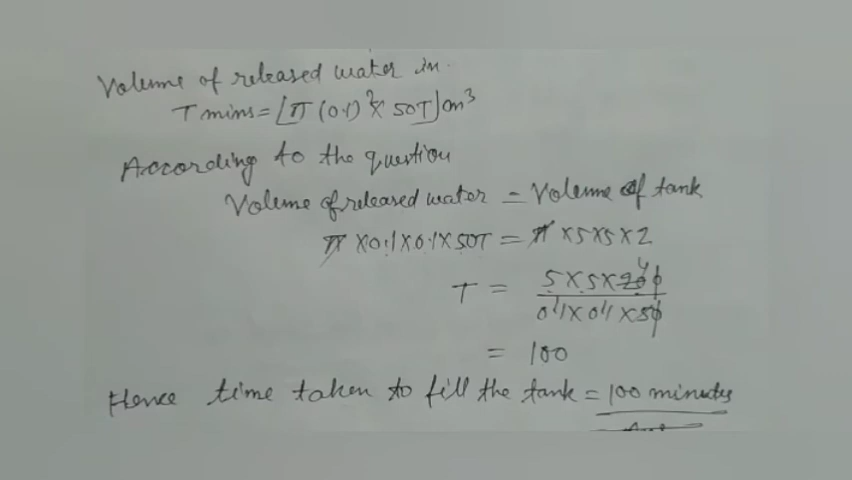 Volume of released water in.
T mins = [π (0.1)² × 50T] cm³
According to the question
Volume of released water = Volume of tank
π × 0.1 × 0.1 × 50T = π × 5 × 5 × 2
T = 5 × 5 × 2
0.1 × 0.1 × 50
= 100
Hence time taken to fill the tank = 100 minutes
Ans